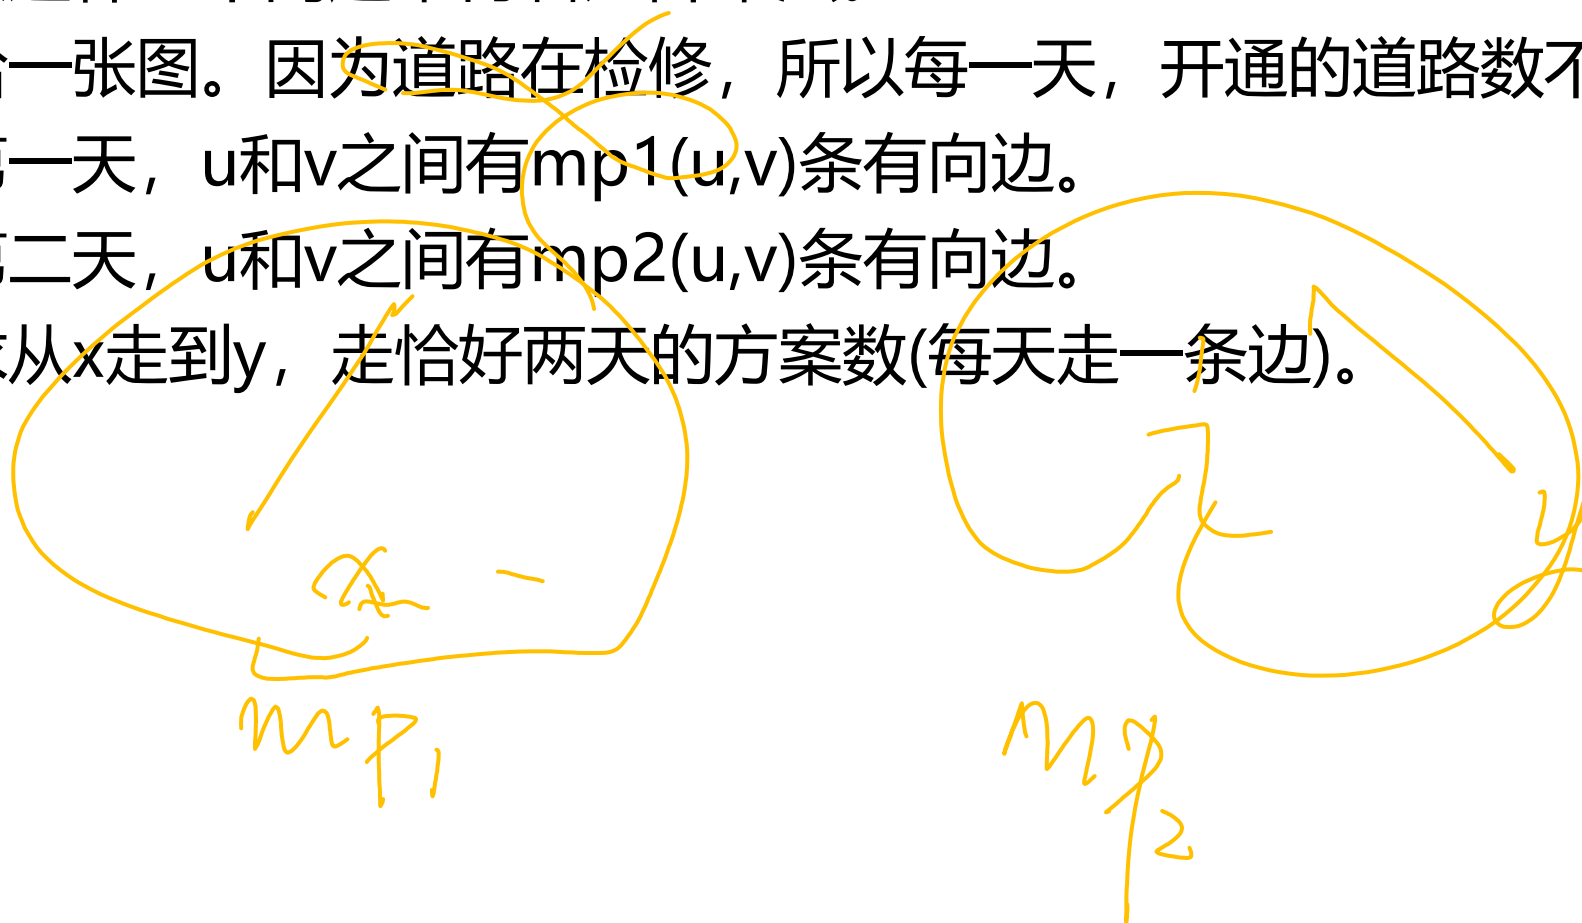 一张图。因为道路在检修，所以每一天，开通的道路数不
一天，u和v之间有mp1(u,v)条有向边。
二天，u和v之间有mp2(u,v)条有向边。
从x走到y，走恰好两天的方案数(每天走一条边)。
x
y
mp1
mp2